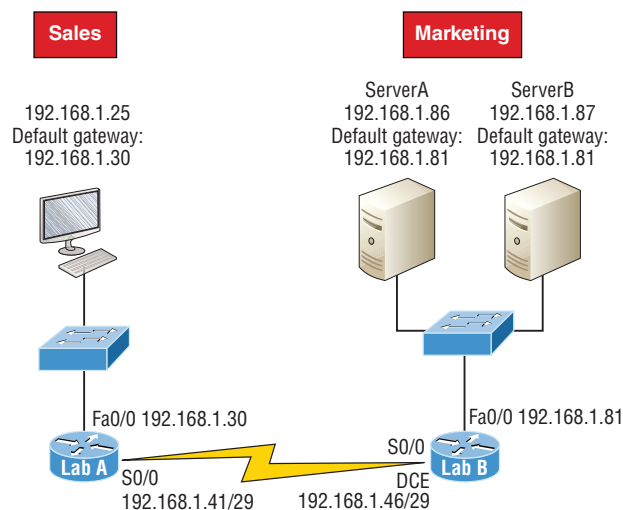 Sales
Marketing
192.168.1.25
Default gateway:
192.168.1.30
ServerA
192.168.1.86
Default gateway:
192.168.1.81
ServerB
192.168.1.87
Default gateway:
192.168.1.81
Fa0/0 192.168.1.30
Lab A
S0/0
192.168.1.41/29
Fa0/0 192.168.1.81
S0/0
Lab B
DCE
192.168.1.46/29